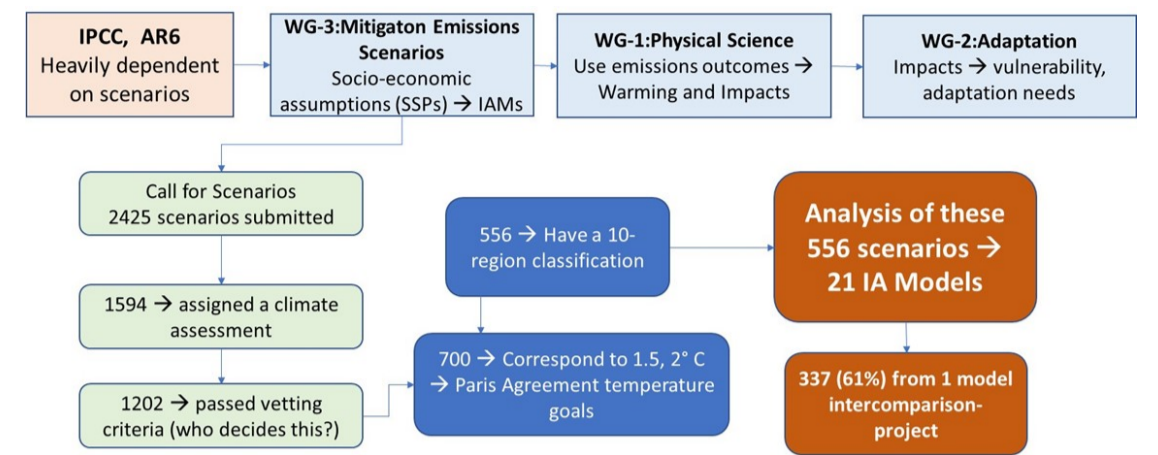 IPCC, AR6
Heavily dependent
on scenarios
WG-3:Mitigaton Emissions
Scenarios
Socio-economic
assumptions (SSPs) → IAMs
WG-1:Physical Science
Use emissions outcomes →
Warming and Impacts
WG-2:Adaptation
Impacts → vulnerability,
adaptation needs
Call for Scenarios
2425 scenarios submitted
1594 → assigned a climate
assessment
1202 → passed vetting
criteria (who decides this?)
556 → Have a 10-
region classification
700 → Correspond to 1.5, 2° C
→ Paris Agreement temperature
goals
Analysis of these
556 scenarios →
21 IA Models
337 (61%) from 1 model
intercomparison-
project